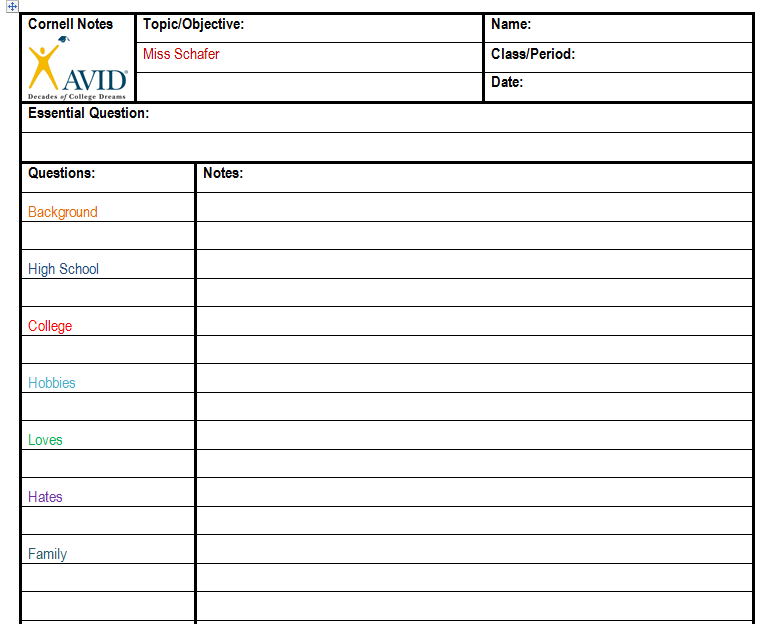 Cornell Notes
AVID®
Decades of College Dreams
Topic/Objective:
Miss Schafer
Name:
Class/Period:
Date:
Essential Question:
Questions:
Notes:
Background
High School
College
Hobbies
Loves
Hates
Family